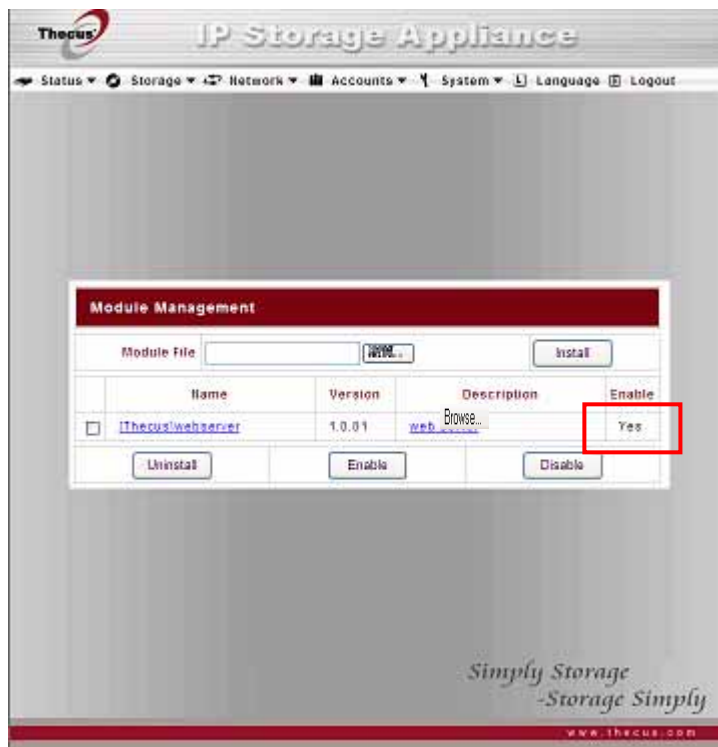 Thecus IP Storage Appliance
Status Storage Network Accounts System Language Logout
Module Management
Module File Install
Name Version Description Enable
[Thecus]webserver 1.0.01 web Yes
Browse...
Uninstall Enable Disable
Simply Storage
-Storage Simply
www.thecus.com